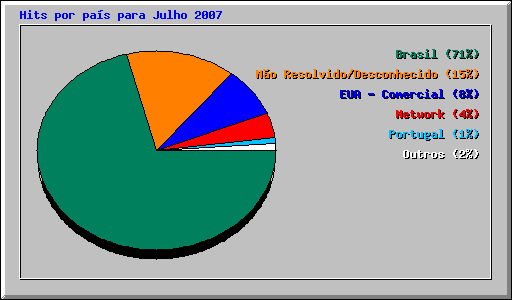 Hits por país para Julho 2007
Brasil (71%)
Não Resolvido/Desconhecido (15%)
EUA - Comercial (8%)
Network (4%)
Portugal (1%)
Outros (2%)